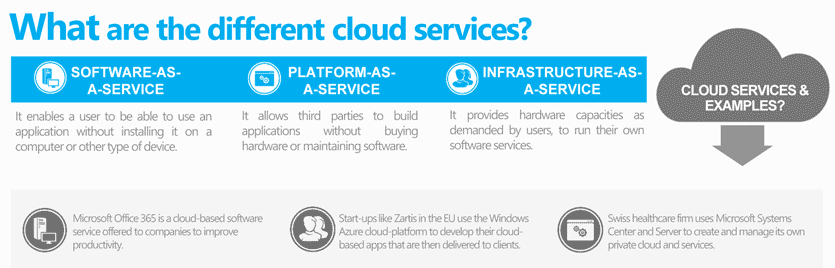 What are the different cloud services?
SOFTWARE-AS-
A-SERVICE
PLATFORM-AS-
A-SERVICE
INFRASTRUCTURE-AS-
A-SERVICE
CLOUD SERVICES &
EXAMPLES?
It enables a user to be able to use an
application without installing it on a
computer or other type of device.
It allows third parties to build
applications without buying
hardware or maintaining software.
It provides hardware capacities as
demanded by users, to run their own
software services.
Microsoft Office 365 is a cloud-based software
service offered to companies to improve
productivity.
Start-ups like Zartis in the EU use the Windows
Azure cloud-platform to develop their cloud-
based apps that are then delivered to clients.
Swiss healthcare firm uses Microsoft Systems
Center and Server to create and manage its own
private cloud and services.